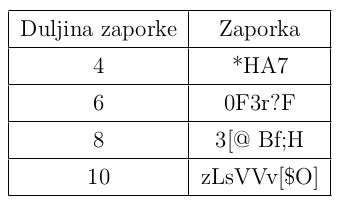 Duljina zaporke Zaporka
4 *HA7
6 0F3r?F
8 3[@ Bf;H
10 zLsVVv[$O]